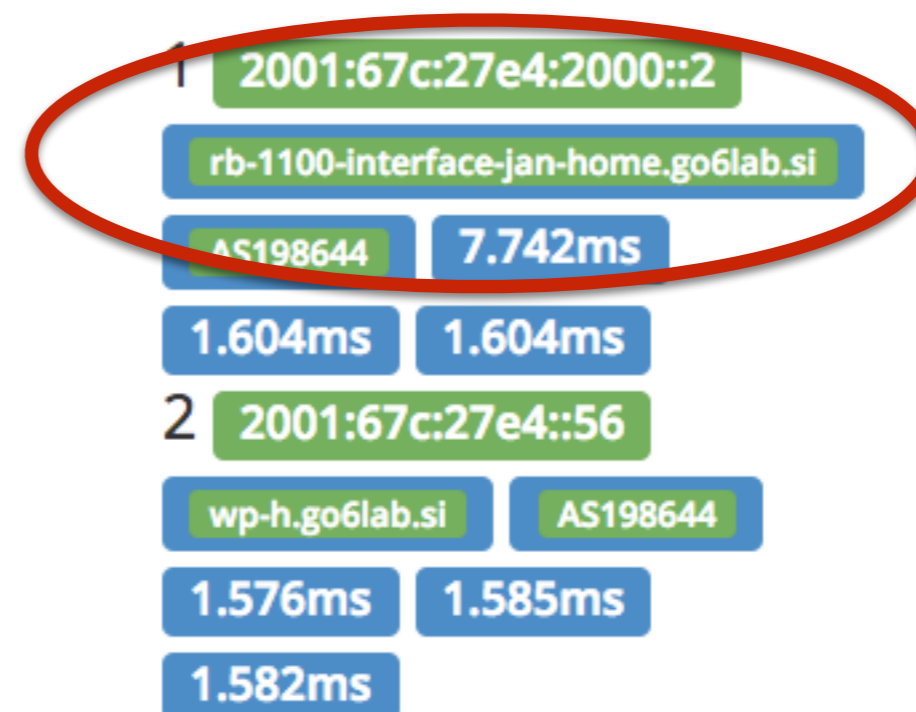 1 2001:67c:27e4:2000::2
rb-1100-interface-jan-home.go6lab.si
AS198644 7.742ms
1.604ms 1.604ms
2 2001:67c:27e4::56
wp-h.go6lab.si AS198644
1.576ms 1.585ms
1.582ms